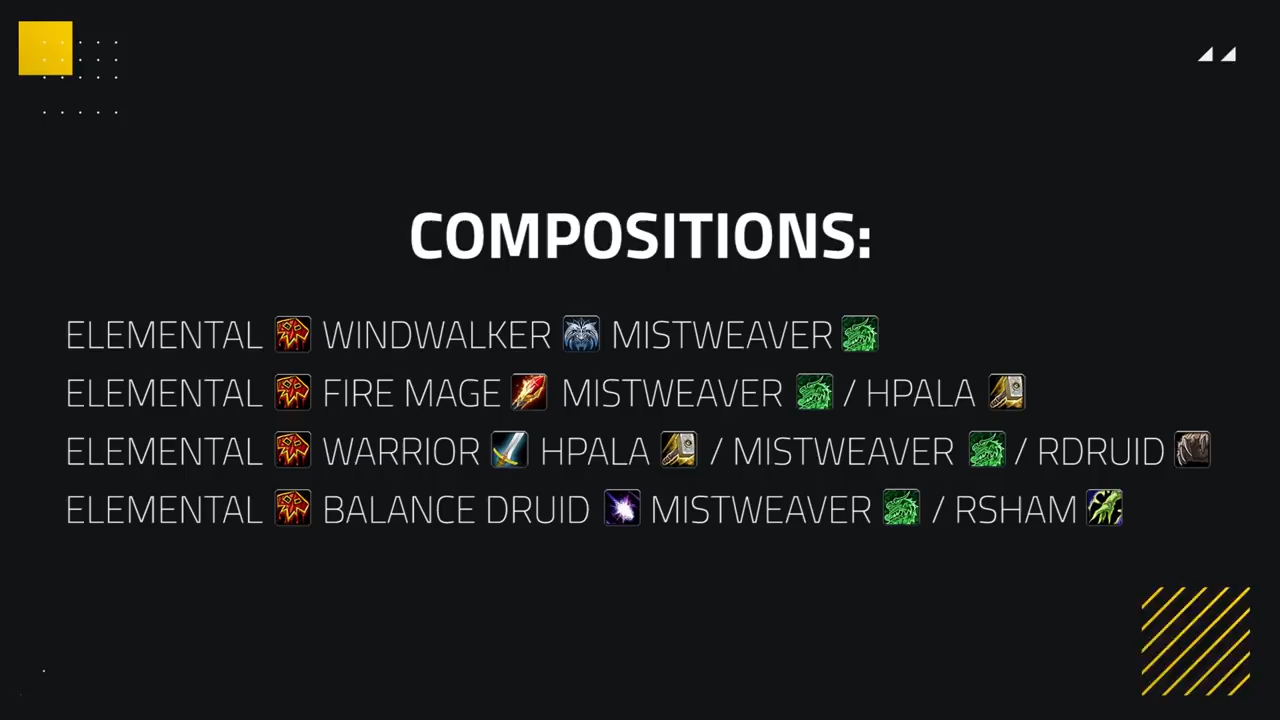 COMPOSITIONS:
ELEMENTAL WINDWALKER MISTWEAVER
ELEMENTAL FIRE MAGE MISTWEAVER / HPALA
ELEMENTAL WARRIOR HPALA / MISTWEAVER / RDRUID
ELEMENTAL BALANCE DRUID MISTWEAVER / RSHAM